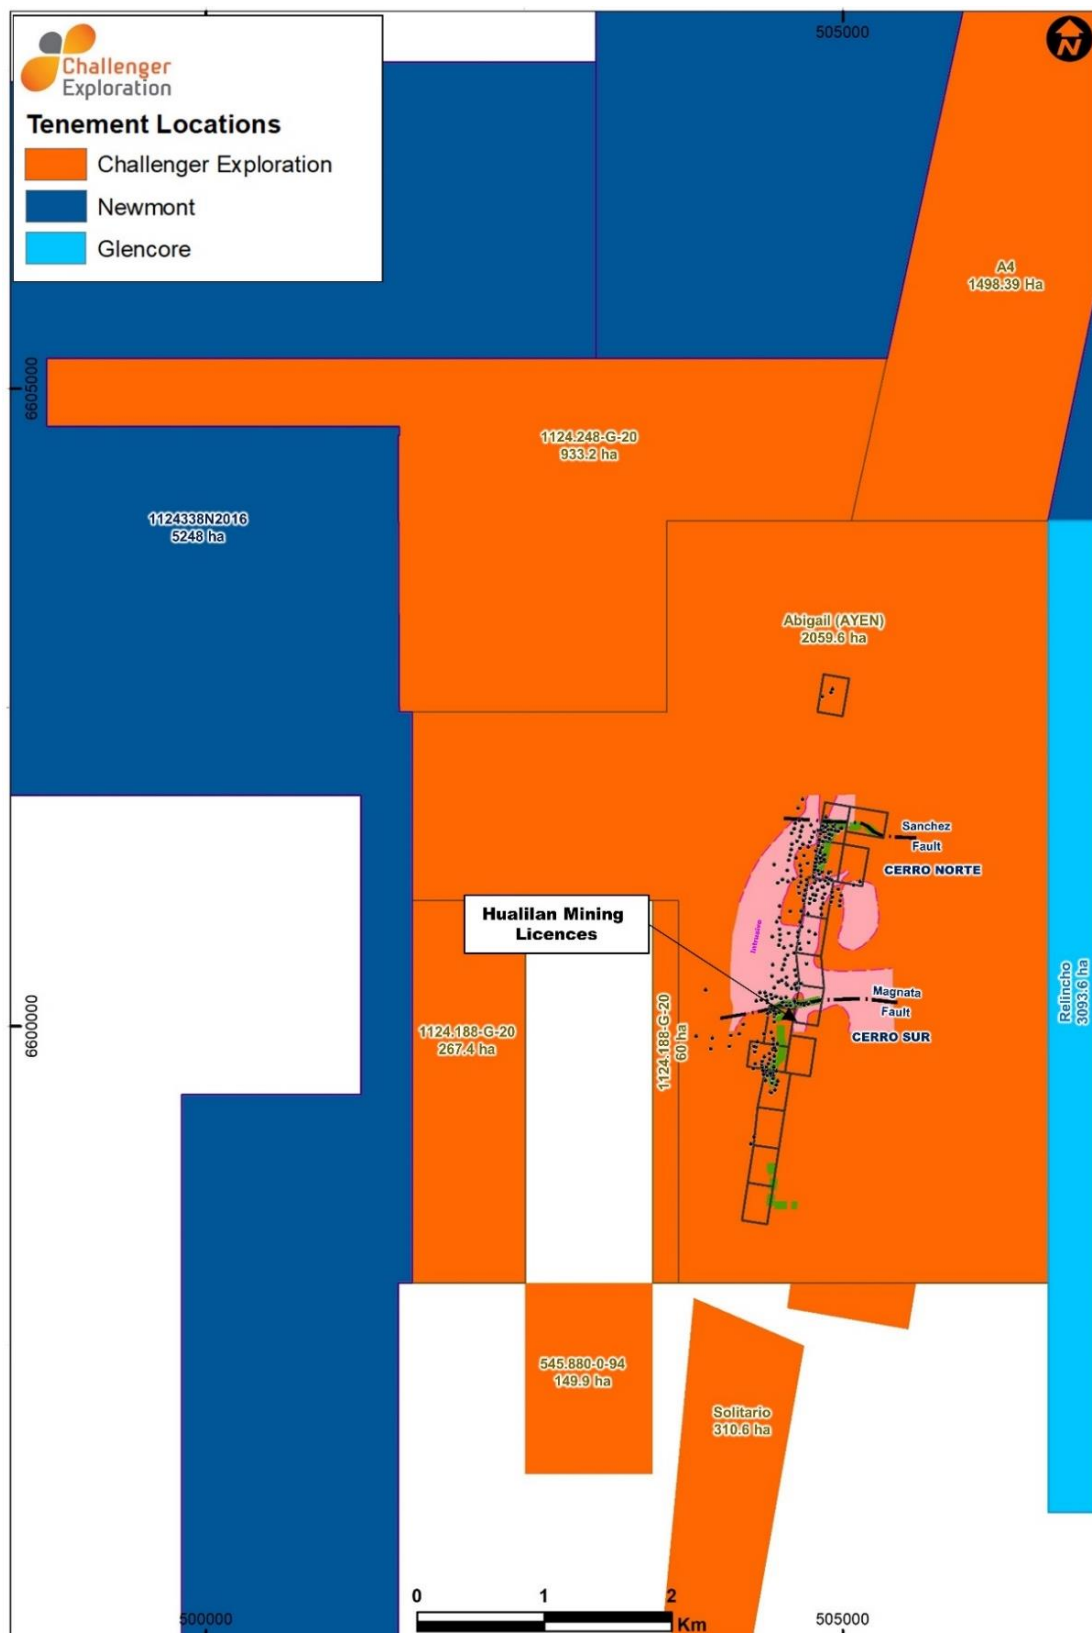 505000
N
Challenger
Exploration
Tenement Locations
Challenger Exploration
Newmont
Glencore
A4
1498.39 Ha
6605000
1124.248-G-20
933.2 ha
1124338N2016
5248 ha
Abigail (AYEN)
2059.6 ha
Sanchez
Fault
CERRO NORTE
Hualilan Mining
Licences
Intrusive
Magnata
Fault
CERRO SUR
Relincho
3093.6 ha
6600000
1124.188-G-20
267.4 ha
1124.188-G-20
60 ha
545.880-0-94
149.9 ha
Solitario
310.6 ha
0 1 2
Km
500000
505000